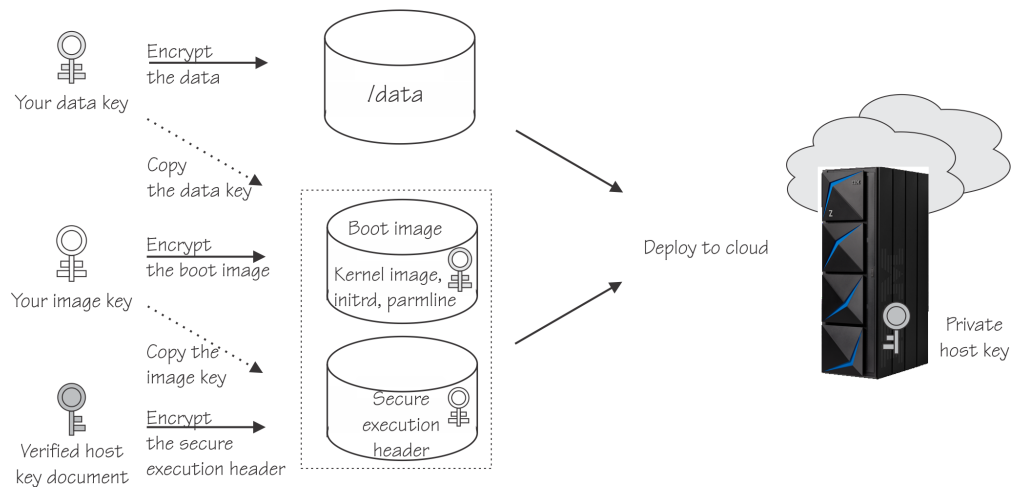 Encrypt
the data
Your data key
/data
Copy
the data key
Boot image
Encrypt
the boot image
Kernel image,
initrd, parmline
Your image key
Deploy to cloud
Z
Private
host key
Copy the
image key
Secure
execution
header
Encrypt
the secure
execution header
Verified host
key document